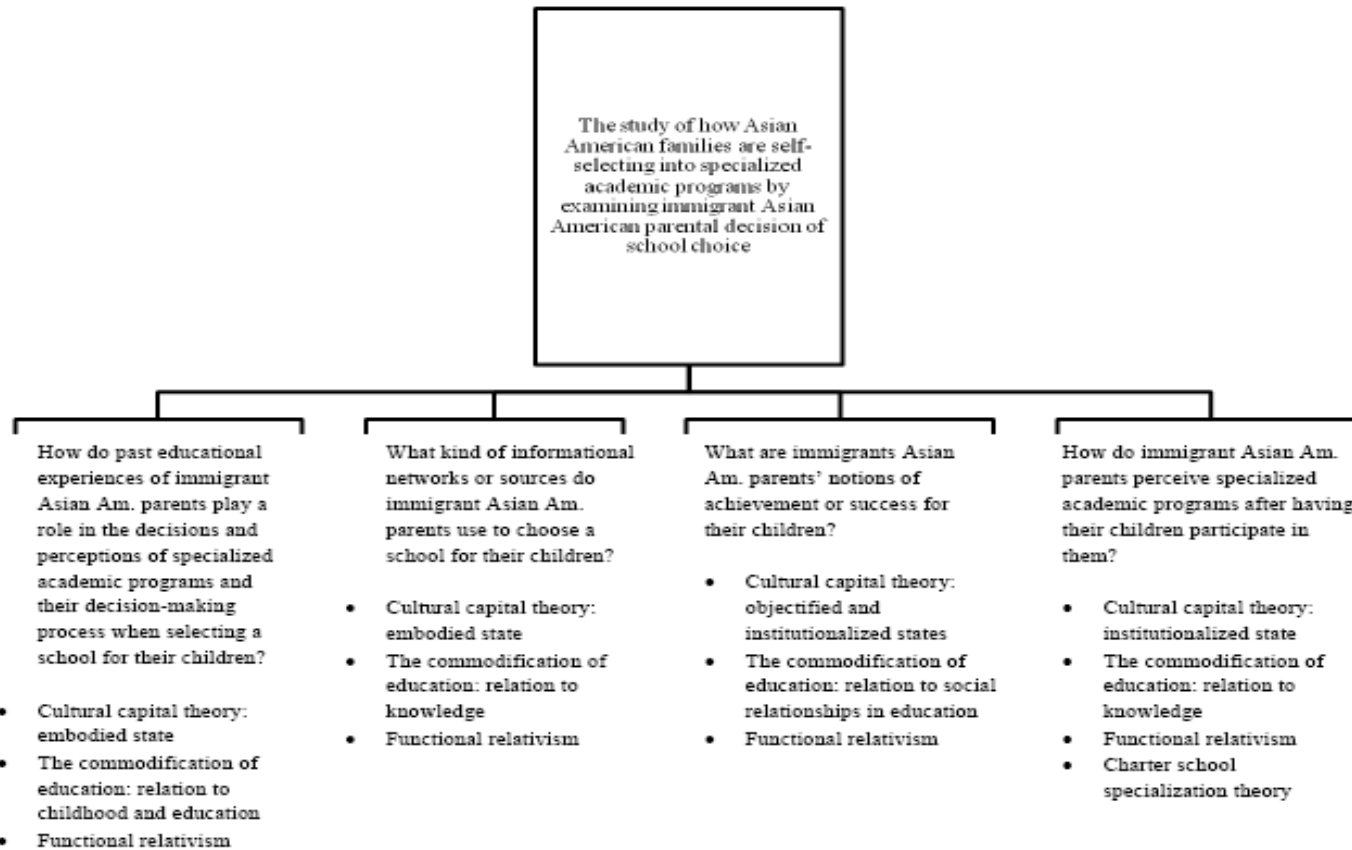 The study of how Asian
American families are self-
selecting into specialized
academic programs by
examining immigrant Asian
American parental decision of
school choice
How do past educational
experiences of immigrant
Asian Am. parents play a
role in the decisions and
perceptions of specialized
academic programs and
their decision-making
process when selecting a
school for their children?
• Cultural capital theory:
embodied state
• The commodification of
education: relation to
childhood and education
• Functional relativism
What kind of informational
networks or sources do
immigrant Asian Am.
parents use to choose a
school for their children?
• Cultural capital theory:
embodied state
• The commodification of
education: relation to
knowledge
• Functional relativism
What are immigrants Asian
Am. parents' notions of
achievement or success for
their children?
• Cultural capital theory:
objectified and
institutionalized states
• The commodification of
education: relation to social
relationships in education
• Functional relativism
How do immigrant Asian Am.
parents perceive specialized
academic programs after having
their children participate in
them?
• Cultural capital theory:
institutionalized state
• The commodification of
education: relation to
knowledge
• Functional relativism
• Charter school
specialization theory